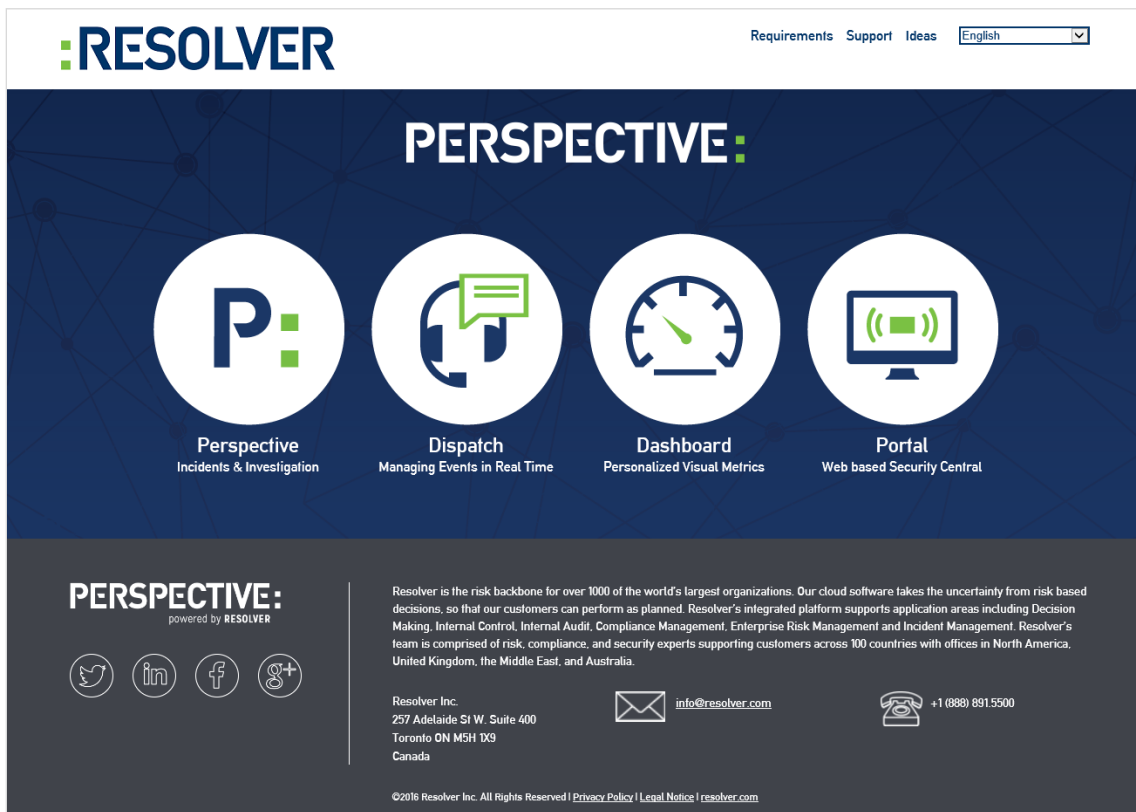 :RESOLVER
Requirements Support Ideas English
PERSPECTIVE:
P:
Perspective
Incidents & Investigation
Dispatch
Managing Events in Real Time
Dashboard
Personalized Visual Metrics
Portal
Web based Security Central
PERSPECTIVE:
powered by RESOLVER
in f g+
Resolver is the risk backbone for over 1000 of the world's largest organizations. Our cloud software takes the uncertainty from risk based
decisions, so that our customers can perform as planned. Resolver's integrated platform supports application areas including Decision
Making, Internal Control, Internal Audit, Compliance Management, Enterprise Risk Management and Incident Management. Resolver's
team is comprised of risk, compliance, and security experts supporting customers across 100 countries with offices in North America,
United Kingdom, the Middle East, and Australia.
Resolver Inc.
257 Adelaide St W. Suite 400
Toronto ON M5H 1X9
Canada
info@resolver.com
+1 (888) 891.5500
©2016 Resolver Inc. All Rights Reserved | Privacy Policy | Legal Notice | resolver.com